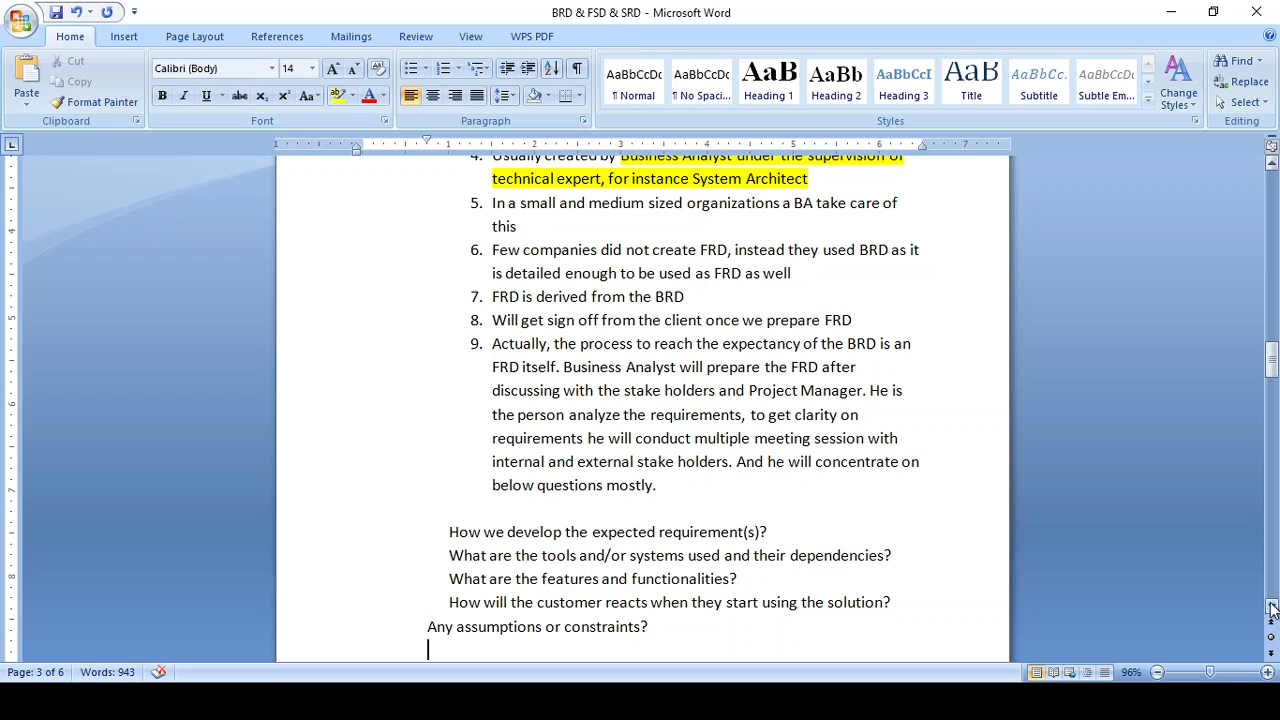 BRD & FSD & SRD - Microsoft Word
Home Insert Page Layout References Mailings Review View WPS PDF
Paste
Cut
Copy
Format Painter
Clipboard
Calibri (Body) 14
Font
Paragraph
AaBbCcDc AaBbCcDc AaB AaBb AaBbCcI AaB AaBbCc. AaBbCcDc
¶ Normal ¶ No Spaci... Heading 1 Heading 2 Heading 3 Title Subtitle Subtle Em...
Change Styles
Styles
Find
Replace
Select
Editing
4. Usually created by Business Analyst under the supervision of
technical expert, for instance System Architect
5. In a small and medium sized organizations a BA take care of
this
6. Few companies did not create FRD, instead they used BRD as it
is detailed enough to be used as FRD as well
7. FRD is derived from the BRD
8. Will get sign off from the client once we prepare FRD
9. Actually, the process to reach the expectancy of the BRD is an
FRD itself. Business Analyst will prepare the FRD after
discussing with the stake holders and Project Manager. He is
the person analyze the requirements, to get clarity on
requirements he will conduct multiple meeting session with
internal and external stake holders. And he will concentrate on
below questions mostly.
How we develop the expected requirement(s)?
What are the tools and/or systems used and their dependencies?
What are the features and functionalities?
How will the customer reacts when they start using the solution?
Any assumptions or constraints?
Page: 3 of 6 Words: 943 96%